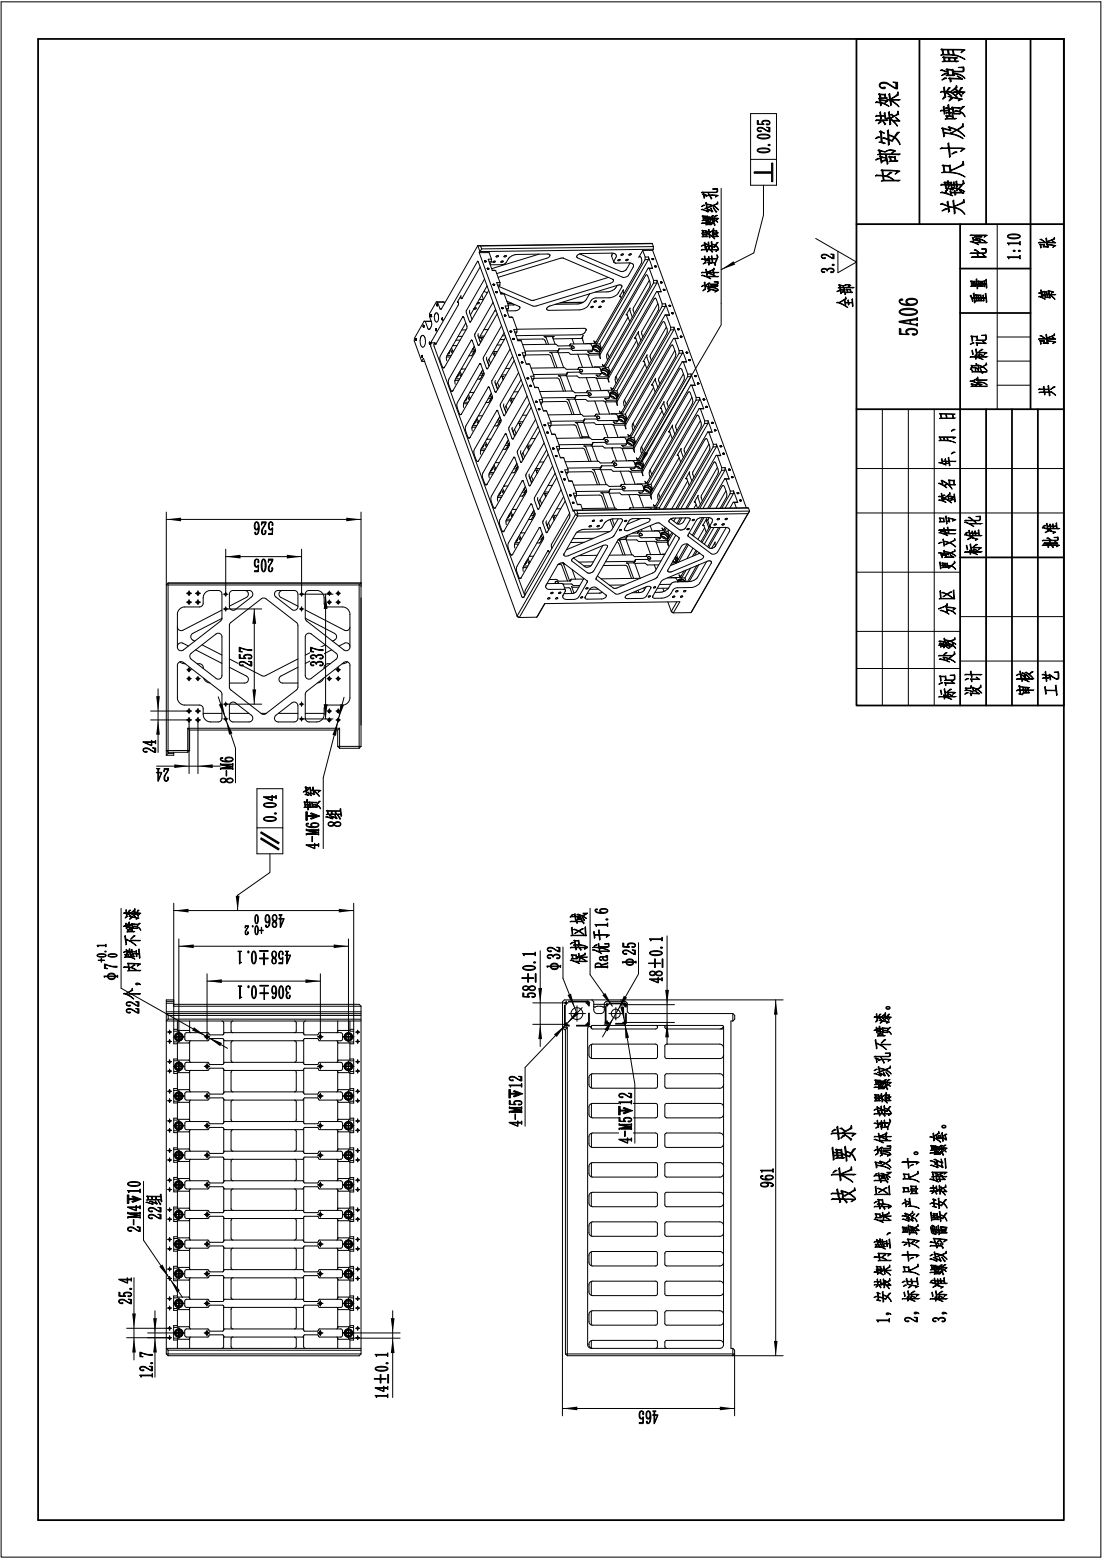 12.7
25.4
2-M4↧10
22组
14±0.1
306±0.1
458±0.1
486 +0.2 0
φ7 +0.1 0
22个，内壁不喷漆
// 0.04
24
24
8-M6
4-M6↧贯穿
8组
257
337
205
526
465
961
4-M5↧12
4-M5↧12
58±0.1
φ32
保护区域
Ra优于1.6
φ25
48±0.1
流体连接器螺纹孔
⊥ 0.025
全部 3.2
技术要求
1，安装架内壁、保护区域及流体连接器螺纹孔不喷漆。
2，标注尺寸为最终产品尺寸。
3，标准螺纹均需要安装钢丝螺套。
标记 处数 分区 更改文件号 签名 年、月、日
设计 标准化
审核
工艺 批准
5A06
阶段标记 重量 比例
1:10
共 张 第 张
内部安装架2
关键尺寸及喷漆说明